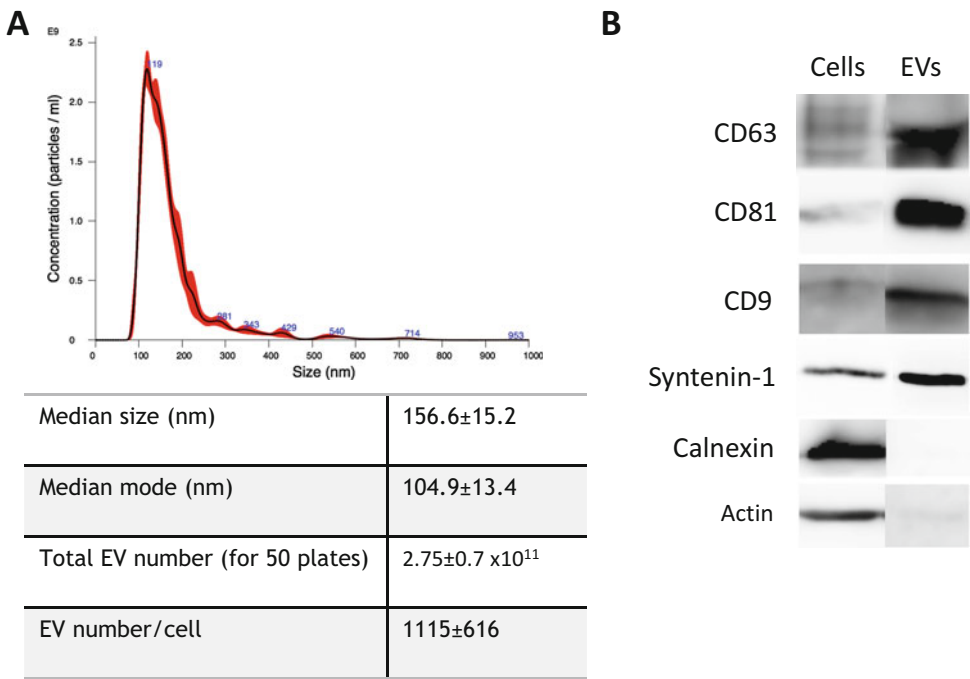 A
E9
2.5
2.0
1.5
1.0
0.5
0
Concentration (particles / ml)
119
281
343
429
540
714
953
0 100 200 300 400 500 600 700 800 900 1000
Size (nm)
Median size (nm) 156.6±15.2
Median mode (nm) 104.9±13.4
Total EV number (for 50 plates) 2.75±0.7 x10¹¹
EV number/cell 1115±616
B
Cells EVs
CD63
CD81
CD9
Syntenin-1
Calnexin
Actin